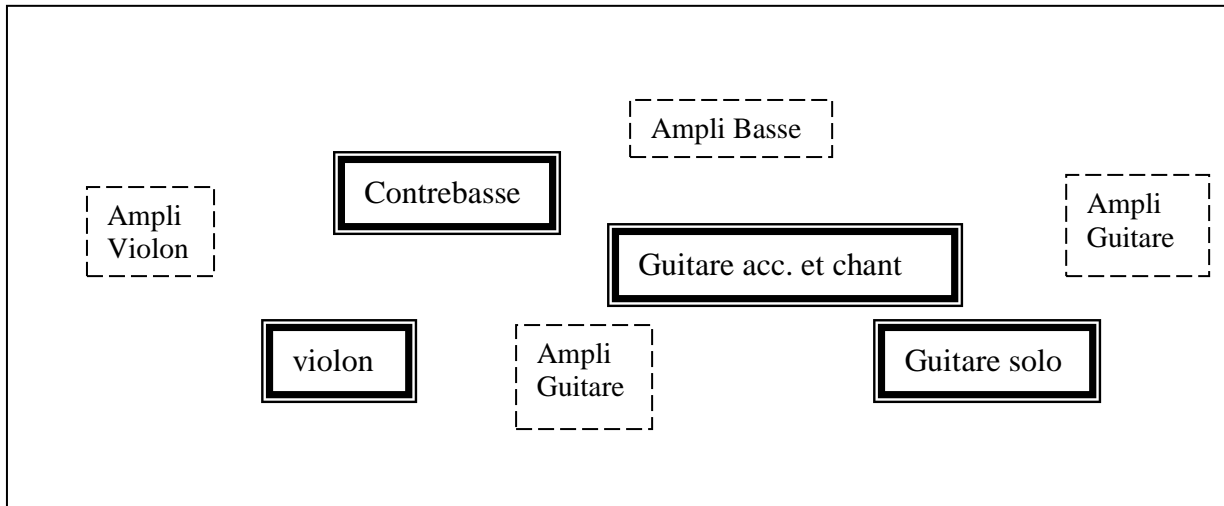 Ampli Basse
Contrebasse
Ampli
Violon
Ampli
Guitare
Guitare acc. et chant
violon
Ampli
Guitare
Guitare solo